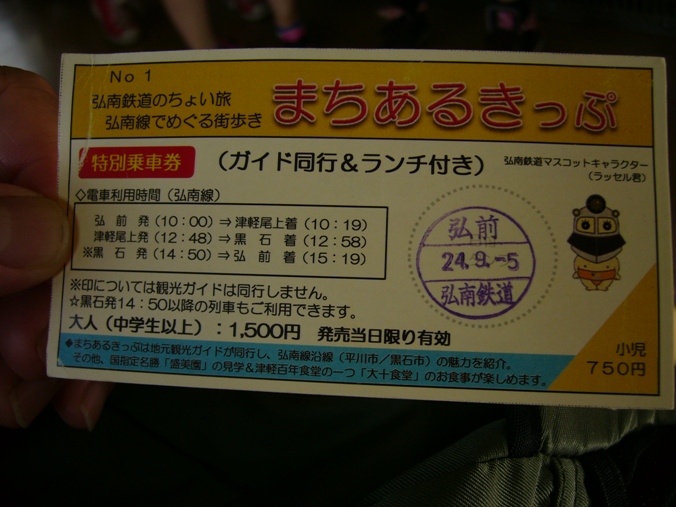 No 1
弘南鉄道のちょい旅
弘南線でめぐる街歩き
まちあるきっぷ
特別乗車券
(ガイド同行&ランチ付き)
弘南鉄道マスコットキャラクター
(ラッセル君)
◇電車利用時間(弘南線)
弘前発(10:00)⇒津軽尾上着(10:19)
津軽尾上発(12:48)⇒黒石着(12:58)
※黒石発(14:50)⇒弘前着(15:19)
弘前
24.9.-5
弘南鉄道
※印については観光ガイドは同行しません。
☆黒石発14:50以降の列車もご利用できます。
大人(中学生以上):1,500円 発売当日限り有効
小児
750円
◆まちあるきっぷは地元観光ガイドが同行し、弘南線沿線(平川市/黒石市)の魅力を紹介。
その他、国指定名勝「盛美園」の見学&津軽百年食堂の一つ「大十食堂」のお食事が楽しめます。